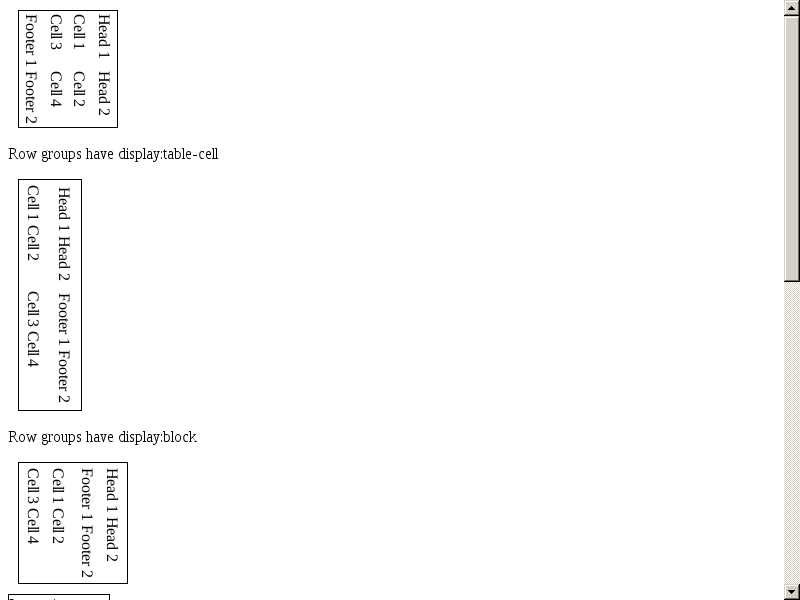 Head 1 Head 2
Cell 1 Cell 2
Cell 3 Cell 4
Footer 1 Footer 2
Row groups have display:table-cell
Head 1 Head 2 Footer 1 Footer 2
Cell 1 Cell 2 Cell 3 Cell 4
Row groups have display:block
Head 1 Head 2
Footer 1 Footer 2
Cell 1 Cell 2
Cell 3 Cell 4